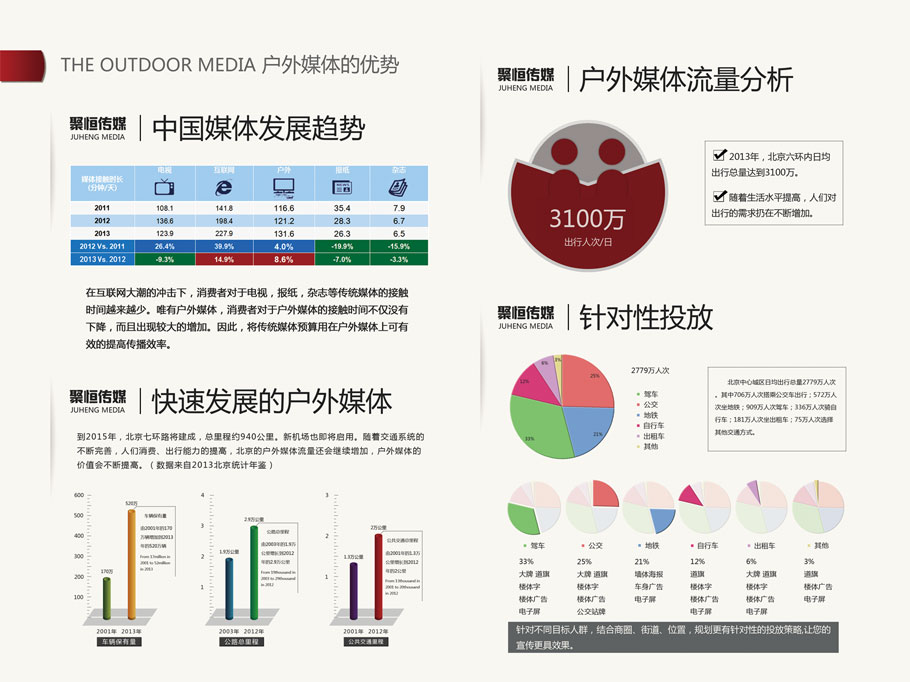 THE OUTDOOR MEDIA 户外媒体的优势
聚恒传媒
JUHENG MEDIA
中国媒体发展趋势
媒体接触时长
(分钟/天)
电视 互联网 户外 报纸 杂志
NEWS
2011 108.1 141.8 116.6 35.4 7.9
2012 136.6 198.4 121.2 28.3 6.7
2013 123.9 227.9 131.6 26.3 6.5
2012 Vs. 2011 26.4% 39.9% 4.0% -19.9% -15.9%
2013 Vs. 2012 -9.3% 14.9% 8.6% -7.0% -3.3%
在互联网大潮的冲击下，消费者对于电视，报纸，杂志等传统媒体的接触
时间越来越少。唯有户外媒体，消费者对于户外媒体的接触时间不仅没有
下降，而且出现较大的增加。因此，将传统媒体预算用在户外媒体上可有
效的提高传播效率。
聚恒传媒
JUHENG MEDIA
快速发展的户外媒体
到2015年，北京七环路将建成，总里程约940公里。新机场也即将启用。随着交通系统的
不断完善，人们消费、出行能力的提高，北京的户外媒体流量还会继续增加，户外媒体的
价值会不断提高。（数据来自2013北京统计年鉴）
600
500
400
300
200
100
170万
520万
车辆保有量
由2001年的170
万辆增加到2013
年的520万辆
From 17million in
2001 to 52million
in 2013
2001年 2013年
车辆保有量
4
3
2
1
1.9万公里
2.9万公里
公路总里程
由2003年的1.9万
公里增长到2012
年的2.9万公里
From 19thousand in
2003 to 29thousand
in 2012
2003年 2012年
公路总里程
3
2
1
1.3万公里
2万公里
公共交通总里程
由2001年的1.3万
公里增长到2012
年的2公里
From 13thousand in
2001 to 20thousand
in 2012
2001年 2012年
公共交通里程
聚恒传媒
JUHENG MEDIA
户外媒体流量分析
3100万
出行人次/日
2013年，北京六环内日均
出行总量达到3100万。
随着生活水平提高，人们对
出行的需求扔在不断增加。
聚恒传媒
JUHENG MEDIA
针对性投放
25%
21%
33%
12%
6%
3%
2779万人次
驾车
公交
地铁
自行车
出租车
其他
北京中心城区日均出行总量2779万人次
。其中706万人次搭乘公交车出行；572万人
次坐地铁；909万人次驾车；336万人次骑自
行车；181万人次坐出租车；75万人次选择
其他交通方式。
驾车 公交 地铁 自行车 出租车 其他
33% 25% 21% 12% 6% 3%
大牌 道旗 大牌 道旗 墙体海报 道旗 大牌 道旗 道旗
楼体字 楼体字 车身广告 楼体字 楼体字 楼体字
楼体广告 楼体广告 电子屏 楼体广告 楼体广告 楼体广告
电子屏 公交站牌 电子屏 电子屏
针对不同目标人群，结合商圈、街道、位置，规划更有针对性的投放策略,让您的
宣传更具效果。